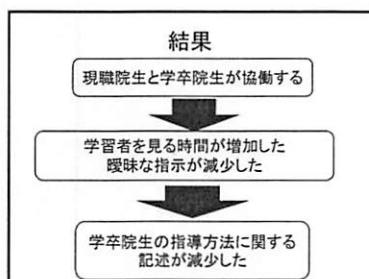 結果
現職院生と学卒院生が協働する
学習者を見る時間が増加した
曖昧な指示が減少した
学卒院生の指導方法に関する
記述が減少した